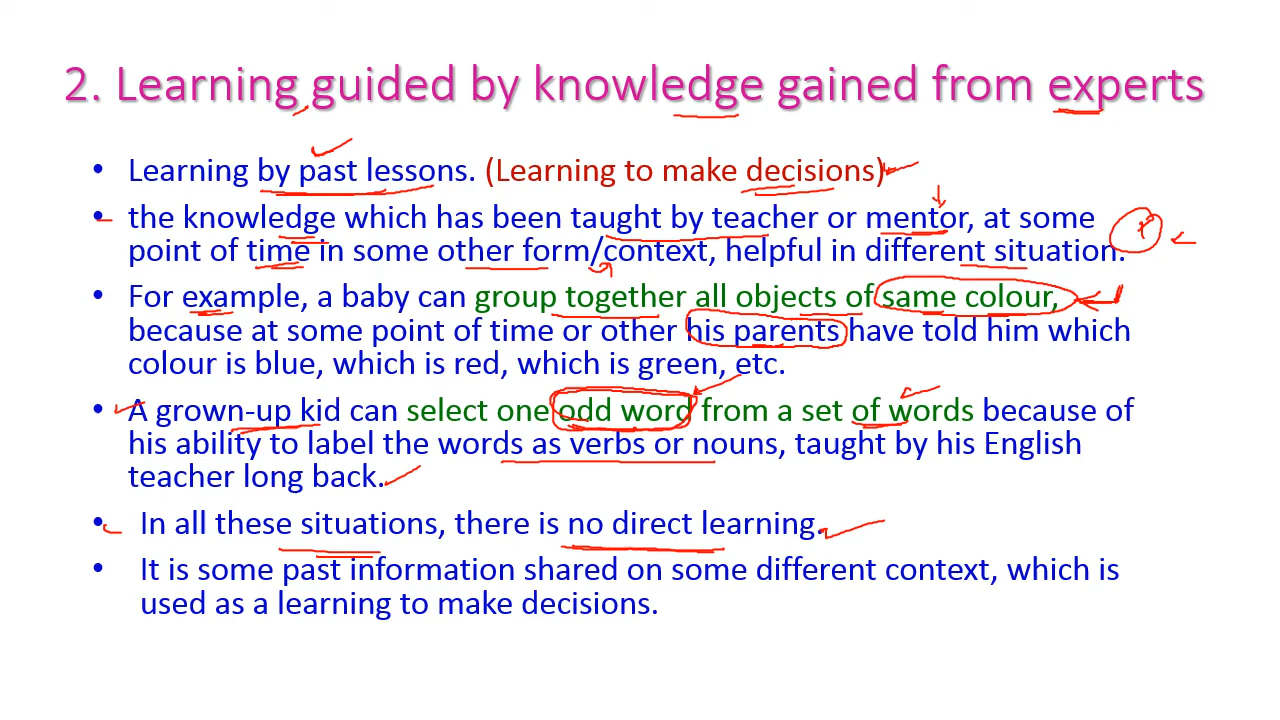 2. Learning guided by knowledge gained from experts
• Learning by past lessons. (Learning to make decisions)
• the knowledge which has been taught by teacher or mentor, at some
point of time in some other form/context, helpful in different situation.
• For example, a baby can group together all objects of same colour,
because at some point of time or other his parents have told him which
colour is blue, which is red, which is green, etc.
• A grown-up kid can select one odd word from a set of words because of
his ability to label the words as verbs or nouns, taught by his English
teacher long back.
• In all these situations, there is no direct learning.
• It is some past information shared on some different context, which is
used as a learning to make decisions.